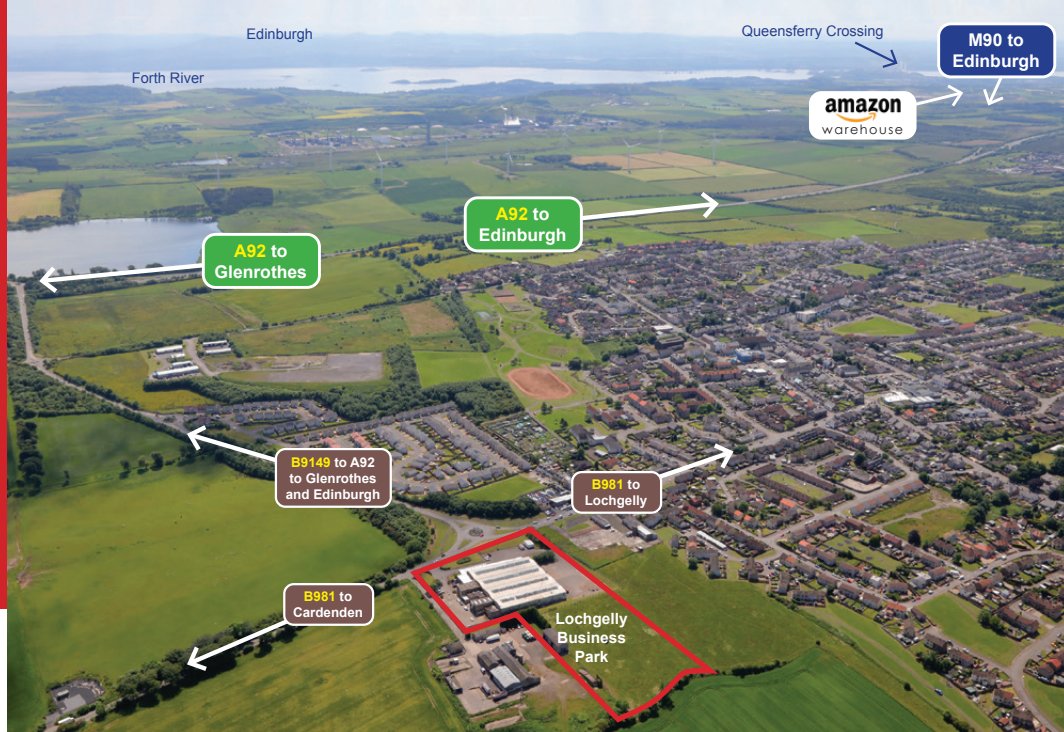 Edinburgh
Queensferry Crossing
M90 to
Edinburgh
Forth River
amazon
warehouse
A92 to
Edinburgh
A92 to
Glenrothes
B9149 to A92
to Glenrothes
and Edinburgh
B981 to
Lochgelly
B981 to
Cardenden
Lochgelly
Business
Park